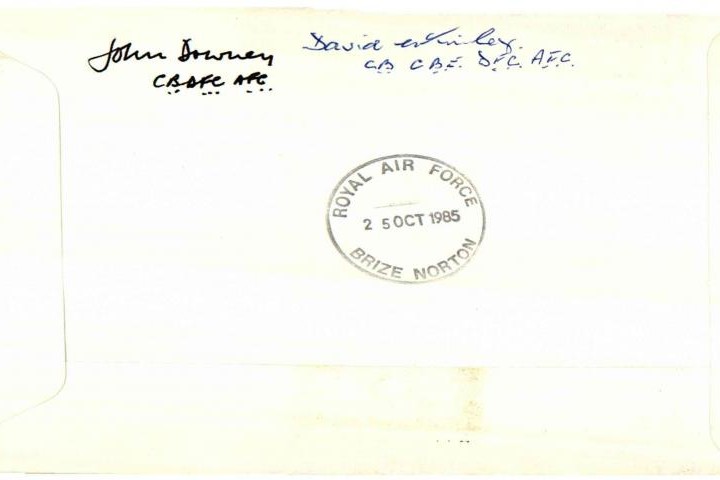 John Downey
CB DFC AFC.
David
CB CBE. DFC. AFC.
ROYAL AIR FORCE
25 OCT 1985
BRIZE NORTON